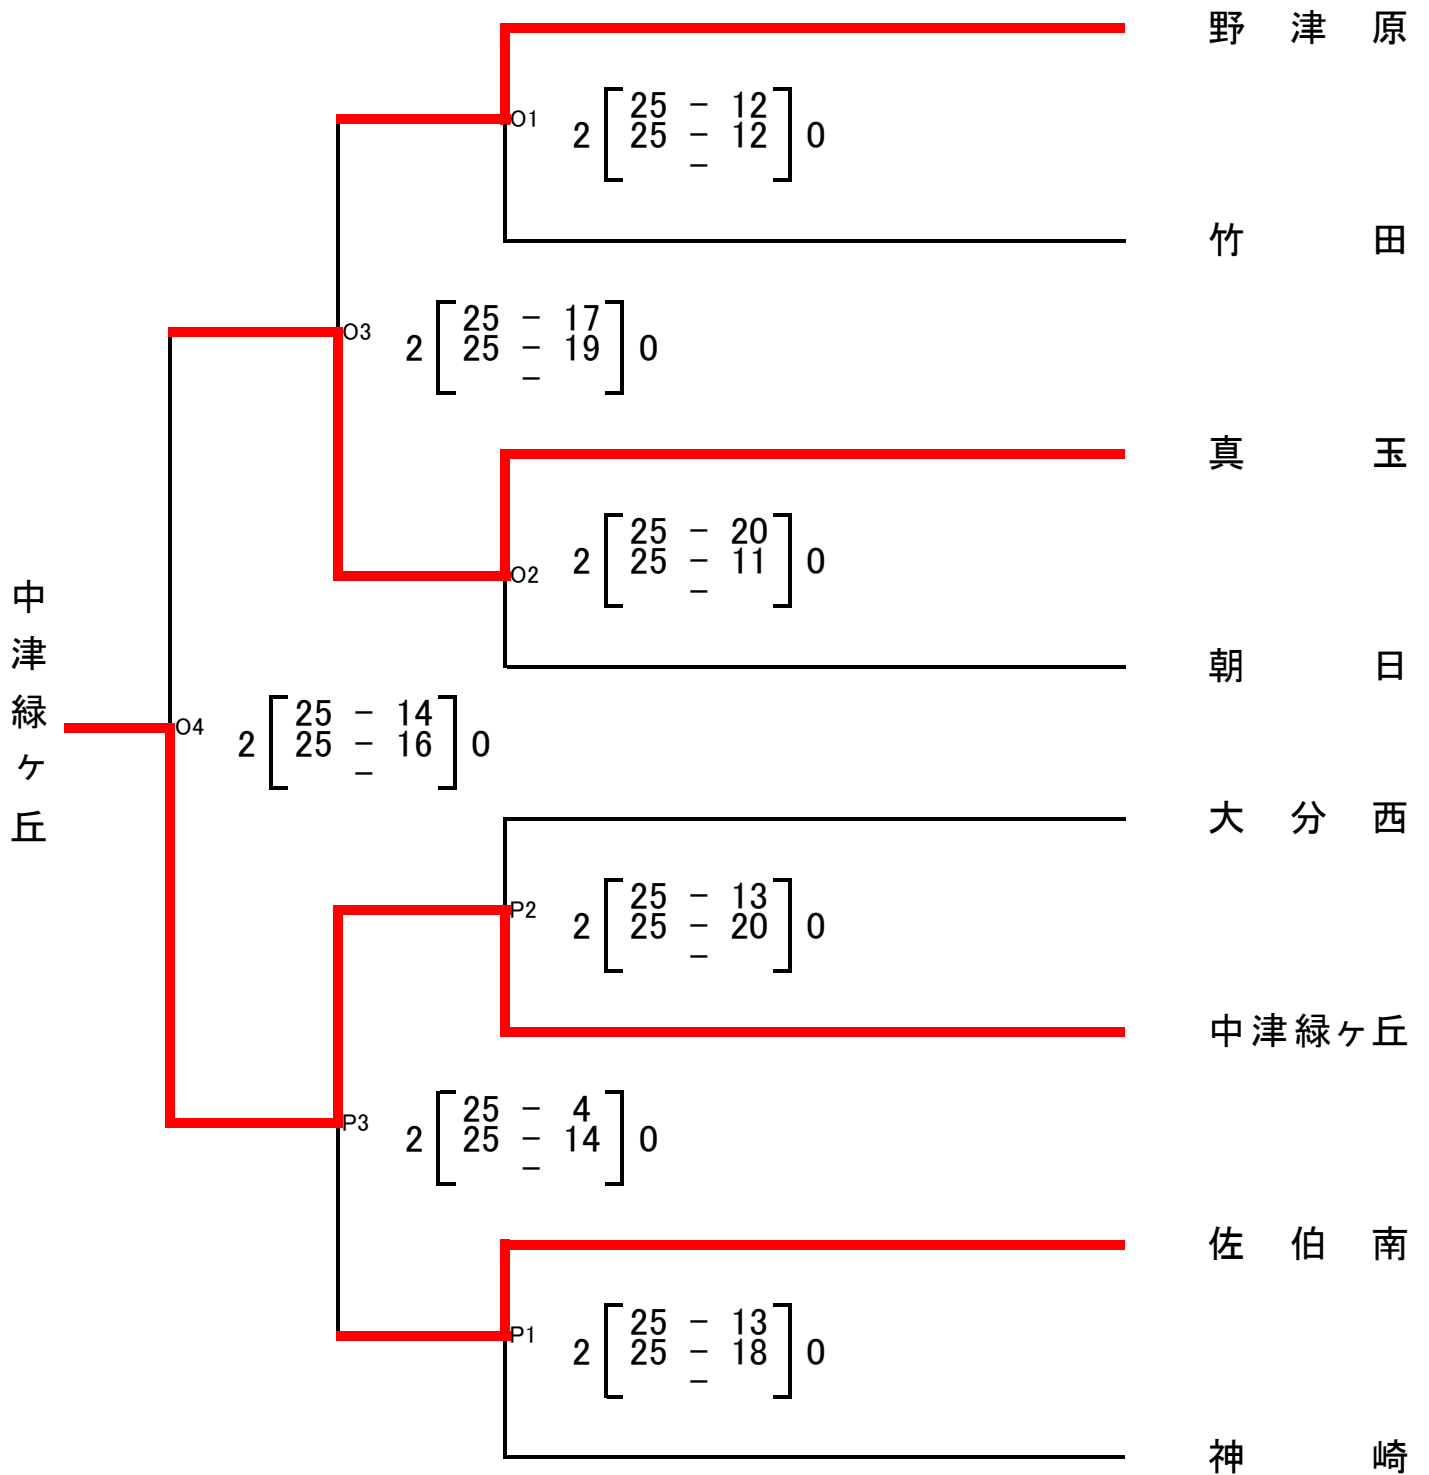 野津原
O1
2 [ 25 - 12 ] 0
25 - 12
-
竹田
O3
2 [ 25 - 17 ] 0
25 - 19
-
真玉
O2
2 [ 25 - 20 ] 0
25 - 11
-
朝日
中津緑ヶ丘
O4
2 [ 25 - 14 ] 0
25 - 16
-
大分西
P2
2 [ 25 - 13 ] 0
25 - 20
-
中津緑ヶ丘
P3
2 [ 25 - 4 ] 0
25 - 14
-
佐伯南
P1
2 [ 25 - 13 ] 0
25 - 18
-
神崎